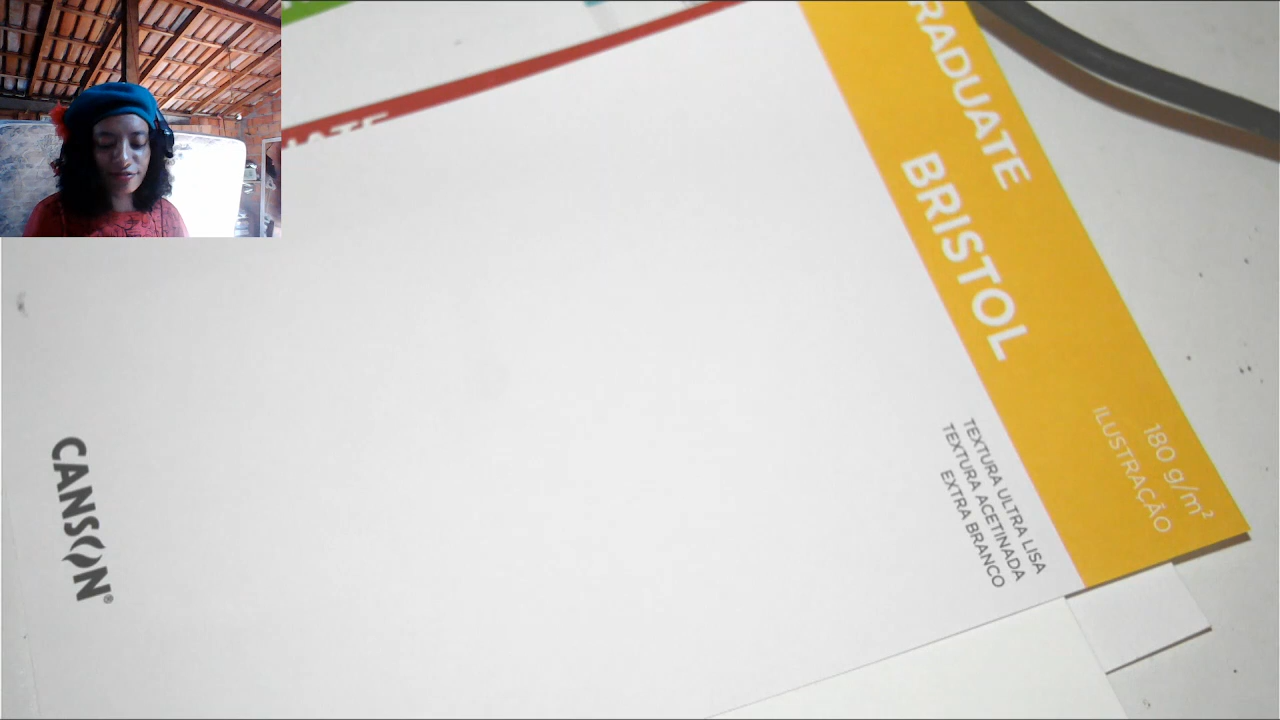 RADUATE
BRISTOL
180 g/m²
ILUSTRAÇÃO
TEXTURA ULTRA LISA
TEXTURA ACETINADA
EXTRA BRANCO
CANSON®